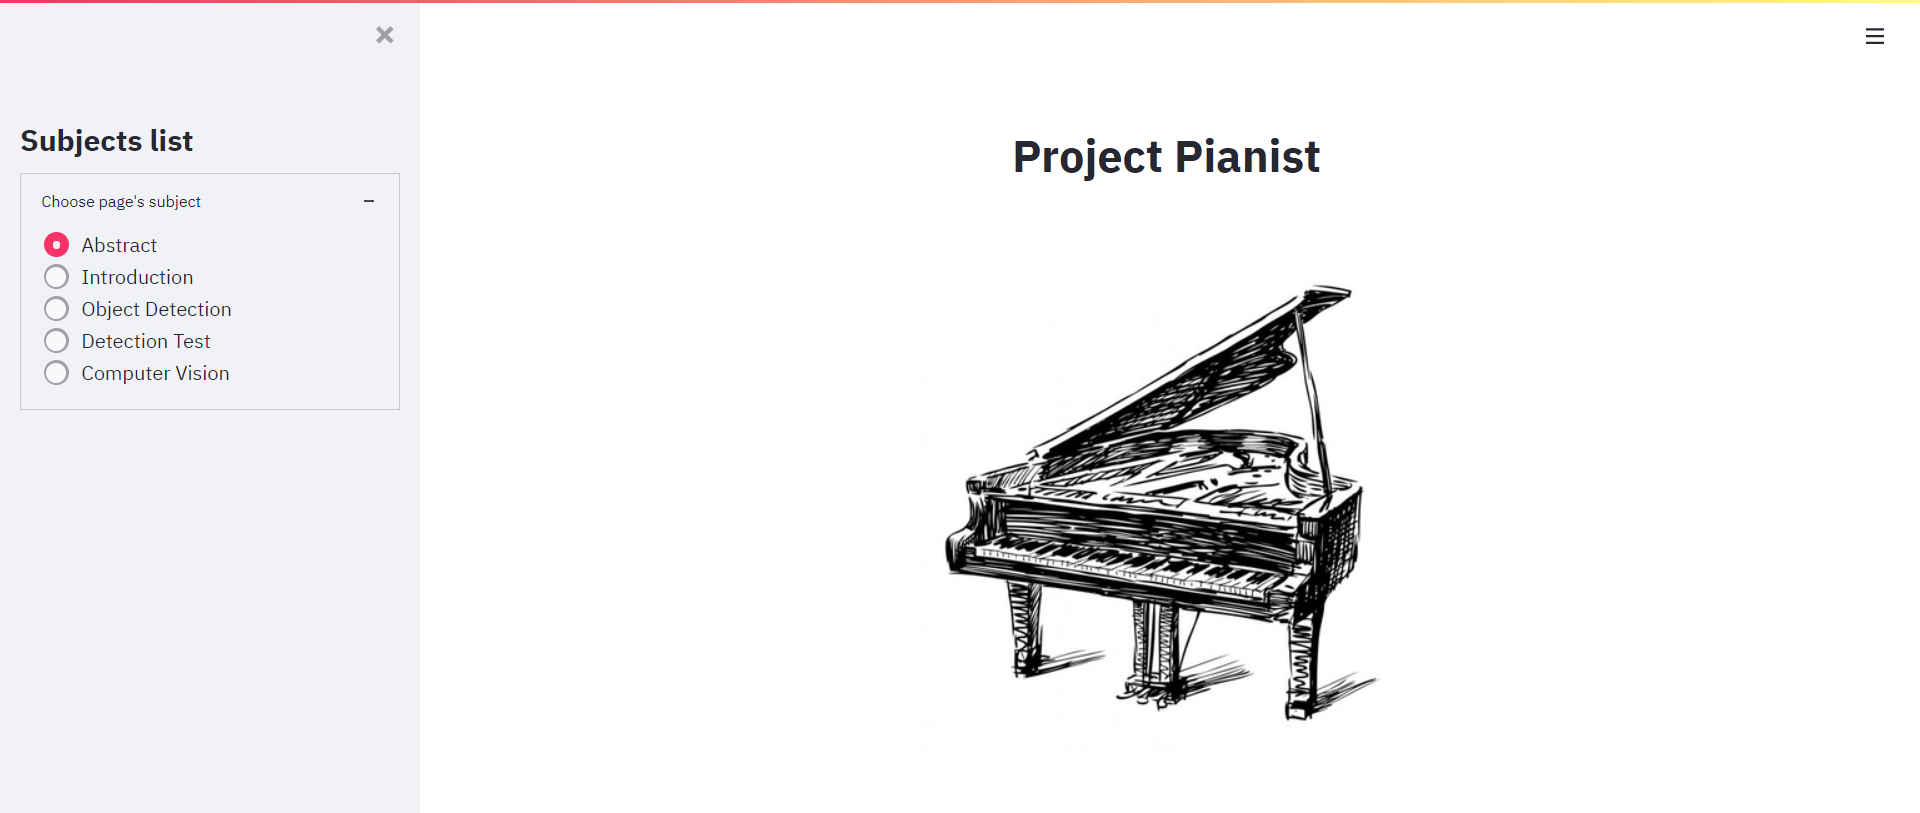 Subjects list
Choose page's subject
Abstract
Introduction
Object Detection
Detection Test
Computer Vision
Project Pianist